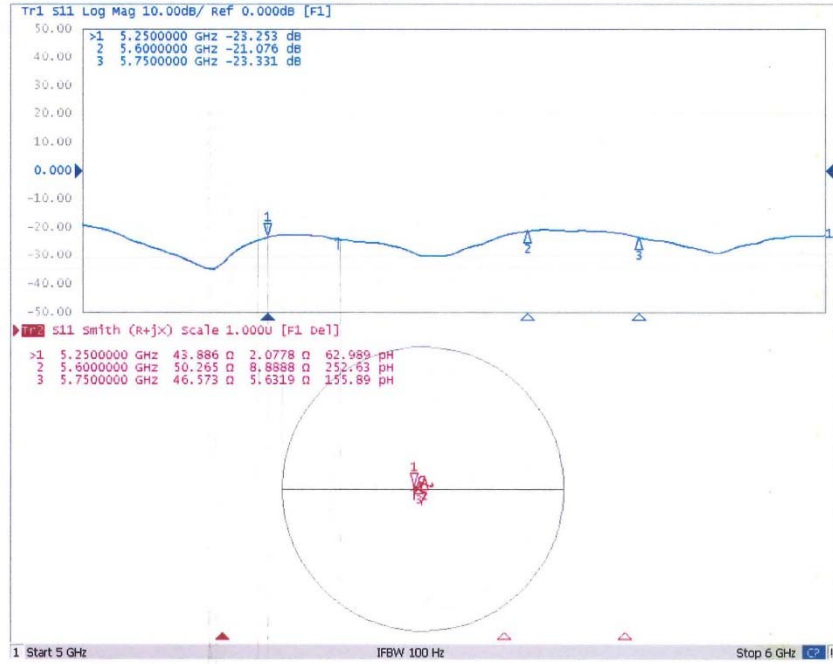 Tr1 S11 Log Mag 10.00dB/ Ref 0.000dB [F1]
50.00
>1 5.2500000 GHz -23.253 dB
40.00
2 5.6000000 GHz -21.076 dB
3 5.7500000 GHz -23.331 dB
30.00
20.00
10.00
0.000
-10.00
1
-20.00
1
2
3
-30.00
-40.00
-50.00
Tr2 S11 Smith (R+jX) Scale 1.000U [F1 Del]
>1 5.2500000 GHz 43.886 Ω 2.0778 Ω 62.989 pH
2 5.6000000 GHz 50.265 Ω 8.8888 Ω 252.63 pH
3 5.7500000 GHz 46.573 Ω 5.6319 Ω 155.89 pH
1
1 Start 5 GHz IFBW 100 Hz Stop 6 GHz C?